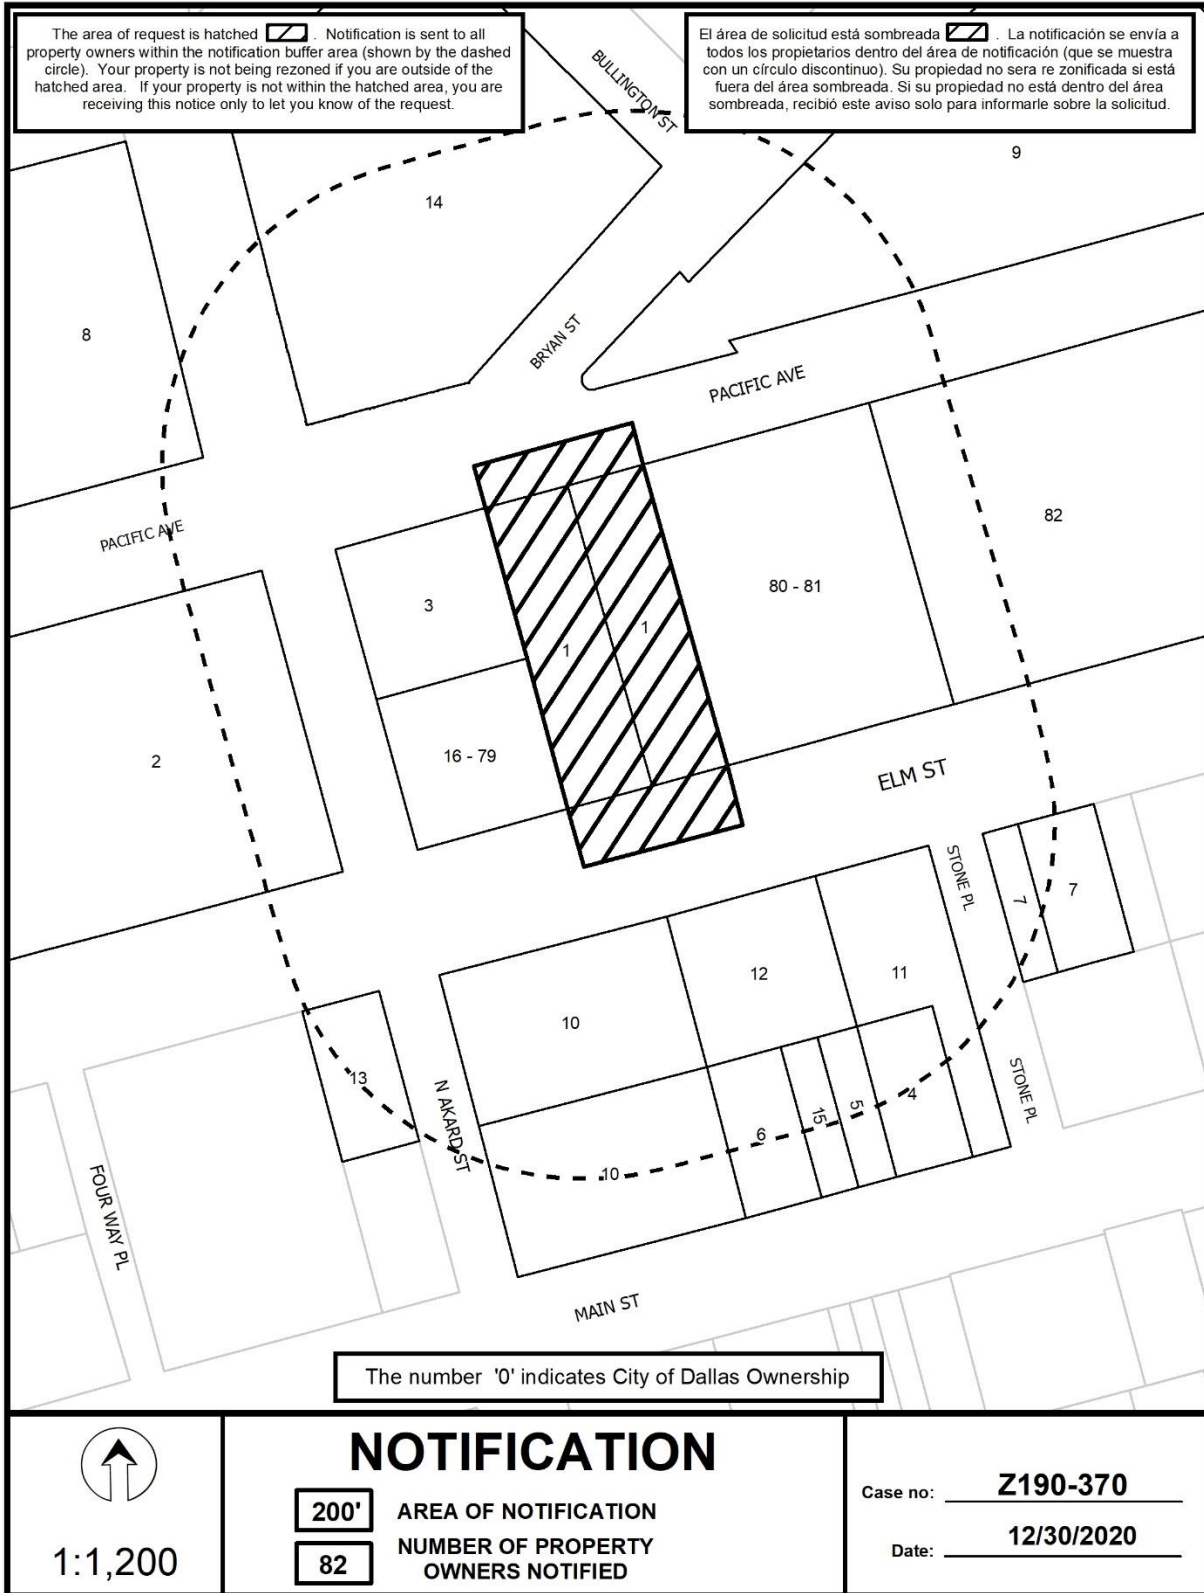 The area of request is hatched . Notification is sent to all
property owners within the notification buffer area (shown by the dashed
circle). Your property is not being rezoned if you are outside of the
hatched area. If your property is not within the hatched area, you are
receiving this notice only to let you know of the request.
El área de solicitud está sombreada . La notificación se envía a
todos los propietarios dentro del área de notificación (que se muestra
con un círculo discontinuo). Su propiedad no sera re zonificada si está
fuera del área sombreada. Si su propiedad no está dentro del área
sombreada, recibió este aviso solo para informarle sobre la solicitud.
BULLINGTON ST
9
14
8
BRYAN ST
PACIFIC AVE
PACIFIC AVE
82
80 - 81
3
1
1
2
16 - 79
ELM ST
STONE PL
7
7
12
11
10
13
N AKARD ST
STONE PL
4
5
15
6
10
FOUR WAY PL
MAIN ST
The number '0' indicates City of Dallas Ownership
1:1,200
NOTIFICATION
200' AREA OF NOTIFICATION
82 NUMBER OF PROPERTY
OWNERS NOTIFIED
Case no: Z190-370
Date: 12/30/2020